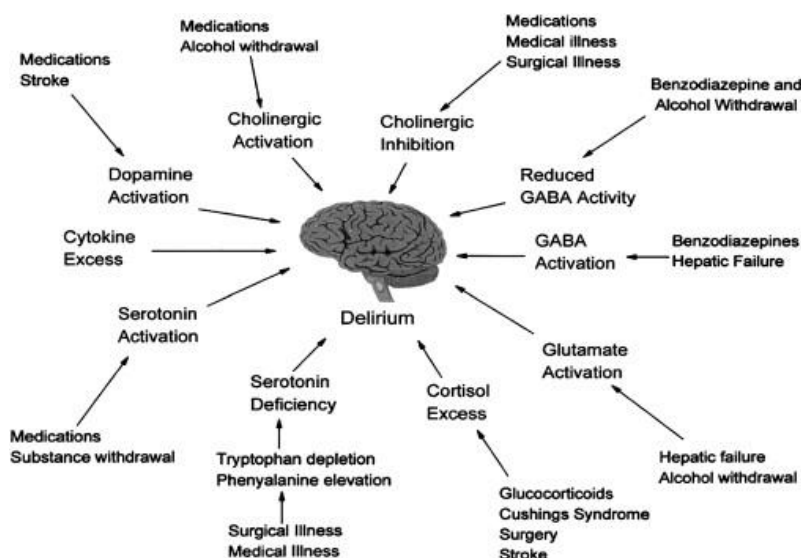 Medications
Alcohol withdrawal
Medications
Medical illness
Surgical Illness
Medications
Stroke
Benzodiazepine and
Alcohol Withdrawal
Cholinergic
Activation
Cholinergic
Inhibition
Dopamine
Activation
Reduced
GABA Activity
Cytokine
Excess
GABA
Activation
Benzodiazepines
Hepatic Failure
Serotonin
Activation
Delirium
Glutamate
Activation
Serotonin
Deficiency
Cortisol
Excess
Medications
Substance withdrawal
Tryptophan depletion
Phenyalanine elevation
Hepatic failure
Alcohol withdrawal
Glucocorticoids
Cushings Syndrome
Surgery
Stroke
Surgical Illness
Medical Illness